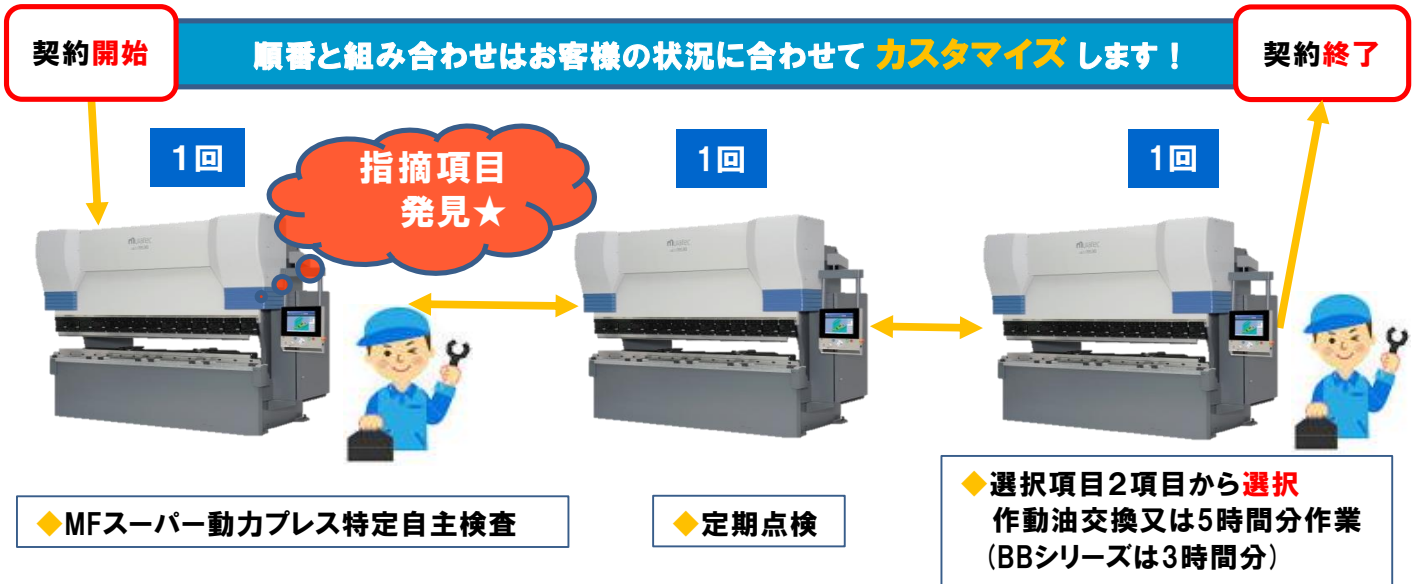 契約開始
順番と組み合わせはお客様の状況に合わせて カスタマイズ します！
契約終了
1回
指摘項目
発見★
1回
1回
◆MFスーパー動力プレス特定自主検査
◆定期点検
◆選択項目２項目から選択
作動油交換又は5時間分作業
(BBシリーズは3時間分)